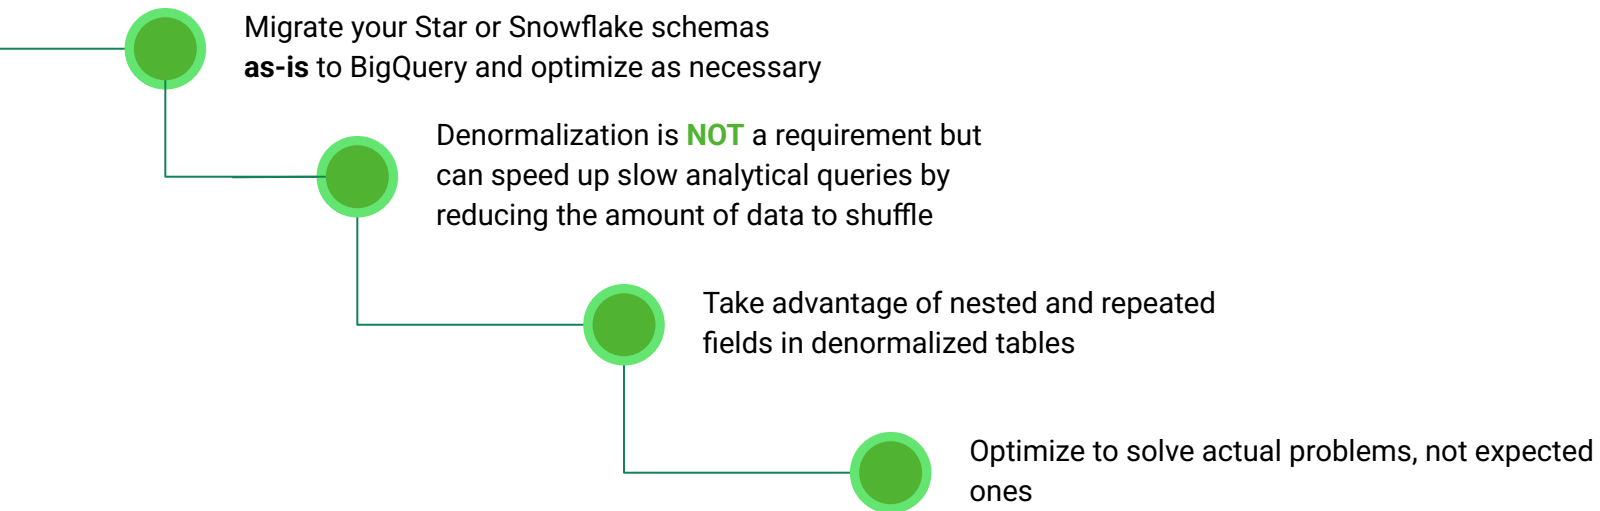 Migrate your Star or Snowflake schemas
as-is to BigQuery and optimize as necessary
Denormalization is NOT a requirement but
can speed up slow analytical queries by
reducing the amount of data to shuffle
Take advantage of nested and repeated
fields in denormalized tables
Optimize to solve actual problems, not expected
ones